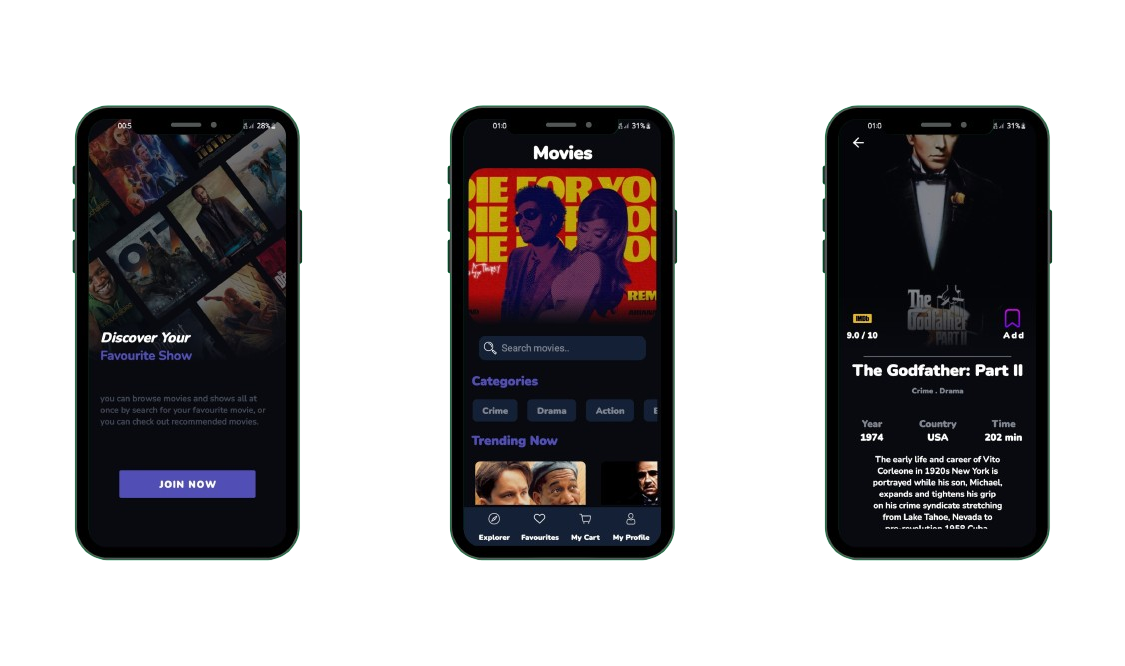 00:5
28%
Discover Your
Favourite Show
you can browse movies and shows all at
once by search for your favourite movie, or
you can check out recommended movies.
JOIN NOW
01:0
31%
Movies
DIE FOR YOU
DIE FOR YOU
DIE FOR YOU
REM
Search movies..
Categories
Crime
Drama
Action
Trending Now
Explorer
Favourites
My Cart
My Profile
01:0
31%
The
Godfather
PART II
IMDb
9.0 / 10
Add
The Godfather: Part II
Crime . Drama
Year
Country
Time
1974
USA
202 min
The early life and career of Vito
Corleone in 1920s New York is
portrayed while his son, Michael,
expands and tightens his grip
on his crime syndicate stretching
from Lake Tahoe, Nevada to
pre-revolution 1958 Cuba